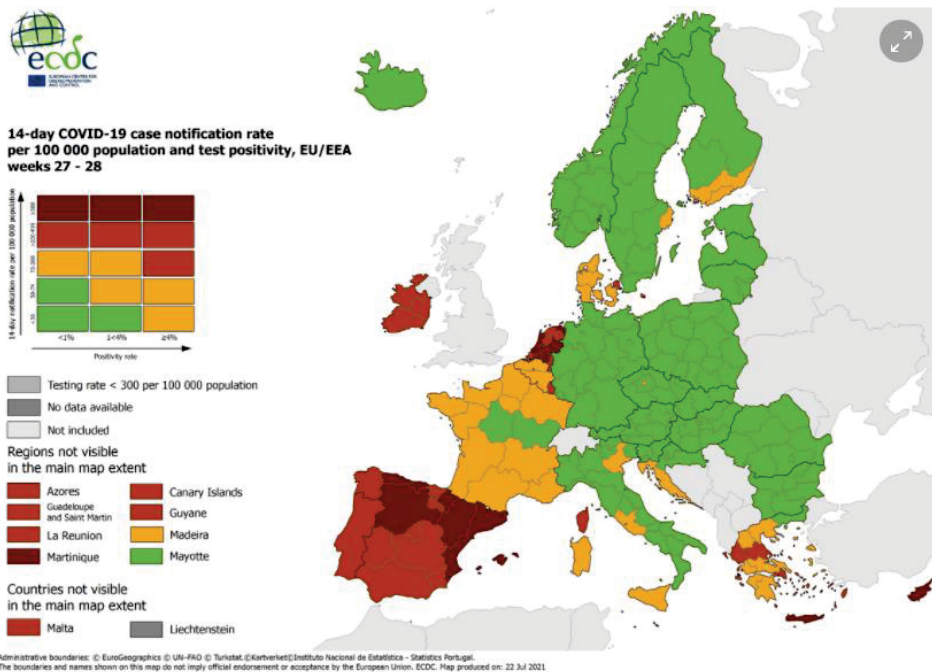 ecdc
EUROPEAN CENTRE FOR
DISEASE PREVENTION
AND CONTROL
14-day COVID-19 case notification rate
per 100 000 population and test positivity, EU/EEA
weeks 27 - 28
14-day notification rate per 100 000 population
<1%
≥4%
Positivity rate
Testing rate < 300 per 100 000 population
No data available
Not included
Regions not visible
in the main map extent
Azores
Canary Islands
Guadeloupe
and Saint Martin
Guyane
La Reunion
Madeira
Martinique
Mayotte
Countries not visible
in the main map extent
Malta
Liechtenstein
Administrative boundaries: © EuroGeographics © UN-FAO © Turkstat.©Kartverket©Instituto Nacional de Estatística - Statistics Portugal.
The boundaries and names shown on this map do not imply official endorsement or acceptance by the European Union. ECDC. Map produced on: 22 Jul 2021